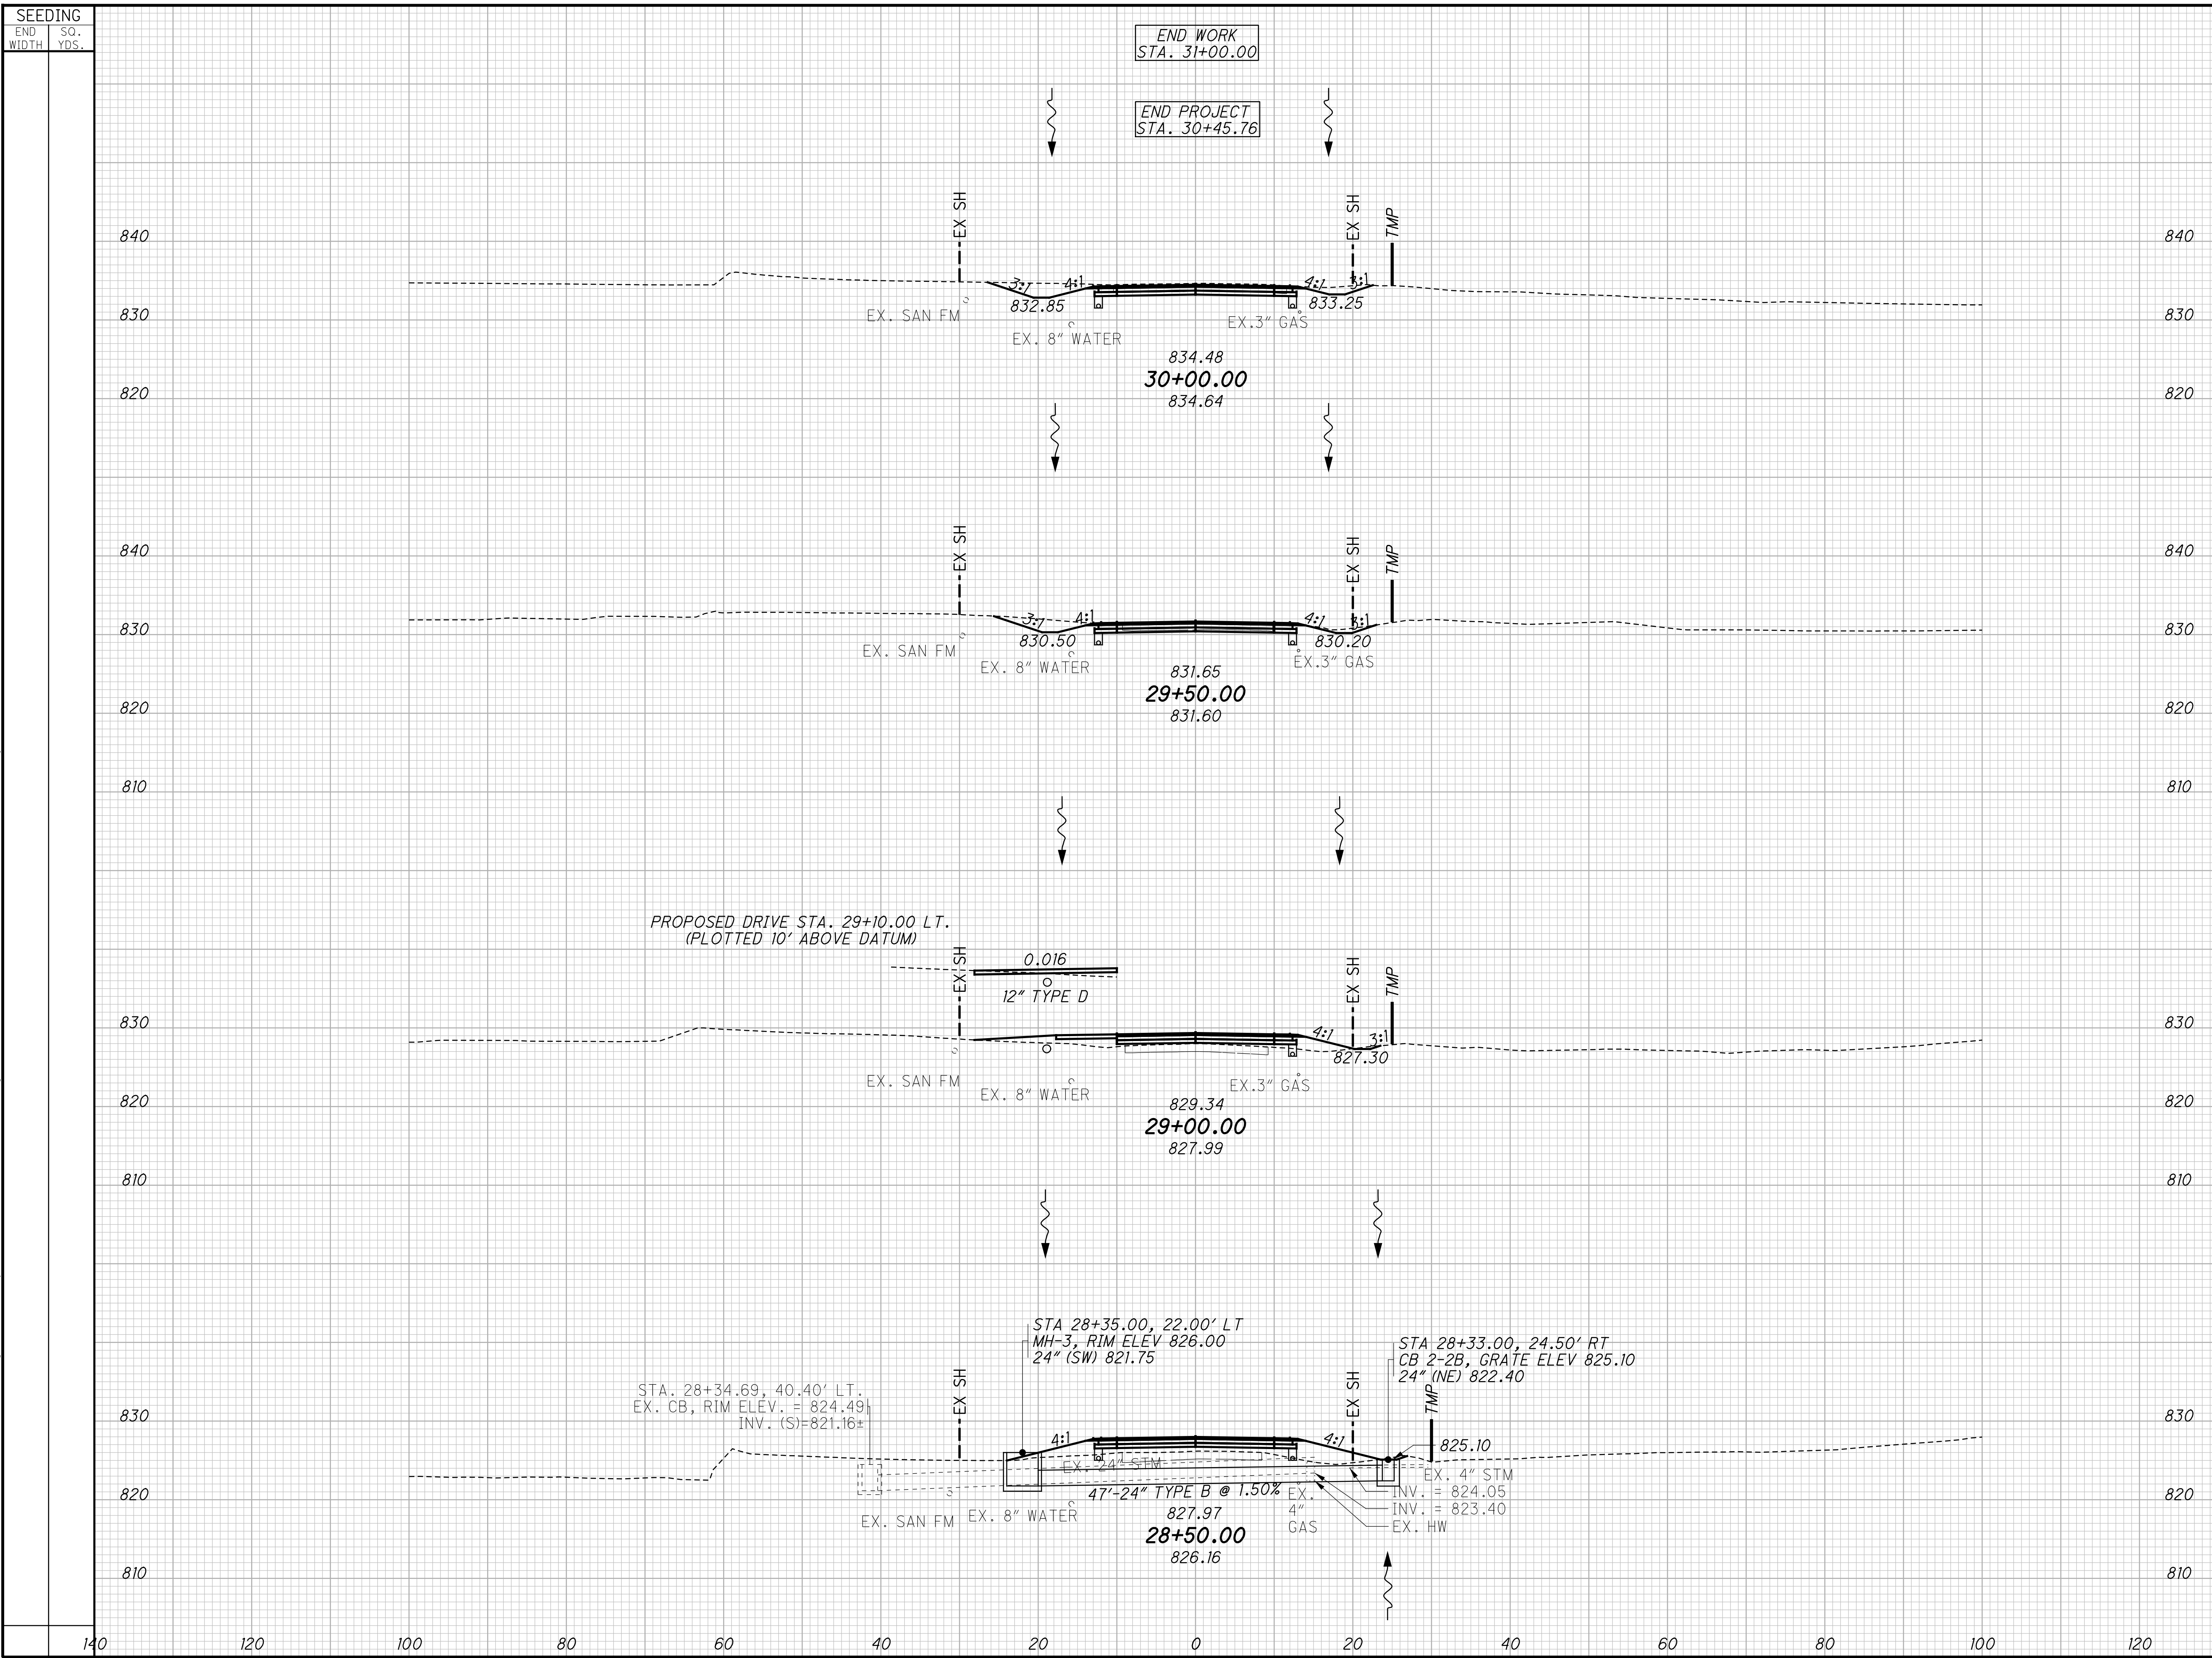 SEEDING
END WIDTH
SQ. YDS.
END WORK
STA. 31+00.00
END PROJECT
STA. 30+45.76
EX SH
EX SH
TMP
840
840
3:1
4:1
4:1
3:1
832.85
833.25
830
830
EX. SAN FM
EX. 8" WATER
EX.3" GAS
834.48
30+00.00
834.64
820
820
840
840
EX SH
EX SH
TMP
3:1
4:1
4:1
3:1
830
830
830.50
830.20
EX. SAN FM
EX. 8" WATER
EX.3" GAS
831.65
29+50.00
831.60
820
820
810
810
PROPOSED DRIVE STA. 29+10.00 LT.
(PLOTTED 10' ABOVE DATUM)
EX SH
0.016
12" TYPE D
EX SH
TMP
830
830
4:1
3:1
827.30
EX. SAN FM
EX. 8" WATER
EX.3" GAS
829.34
29+00.00
827.99
820
820
810
810
STA 28+35.00, 22.00' LT
MH-3, RIM ELEV 826.00
24" (SW) 821.75
STA 28+33.00, 24.50' RT
CB 2-2B, GRATE ELEV 825.10
24" (NE) 822.40
STA. 28+34.69, 40.40' LT.
EX. CB, RIM ELEV. = 824.49
INV. (S)=821.16±
EX SH
EX SH
TMP
830
830
4:1
4:1
825.10
EX. 24" STM
EX. 4" STM
INV. = 824.05
INV. = 823.40
EX. HW
47'-24" TYPE B @ 1.50%
EX.
4"
GAS
EX. SAN FM
EX. 8" WATER
827.97
28+50.00
826.16
820
820
810
810
140 120 100 80 60 40 20 0 20 40 60 80 100 120